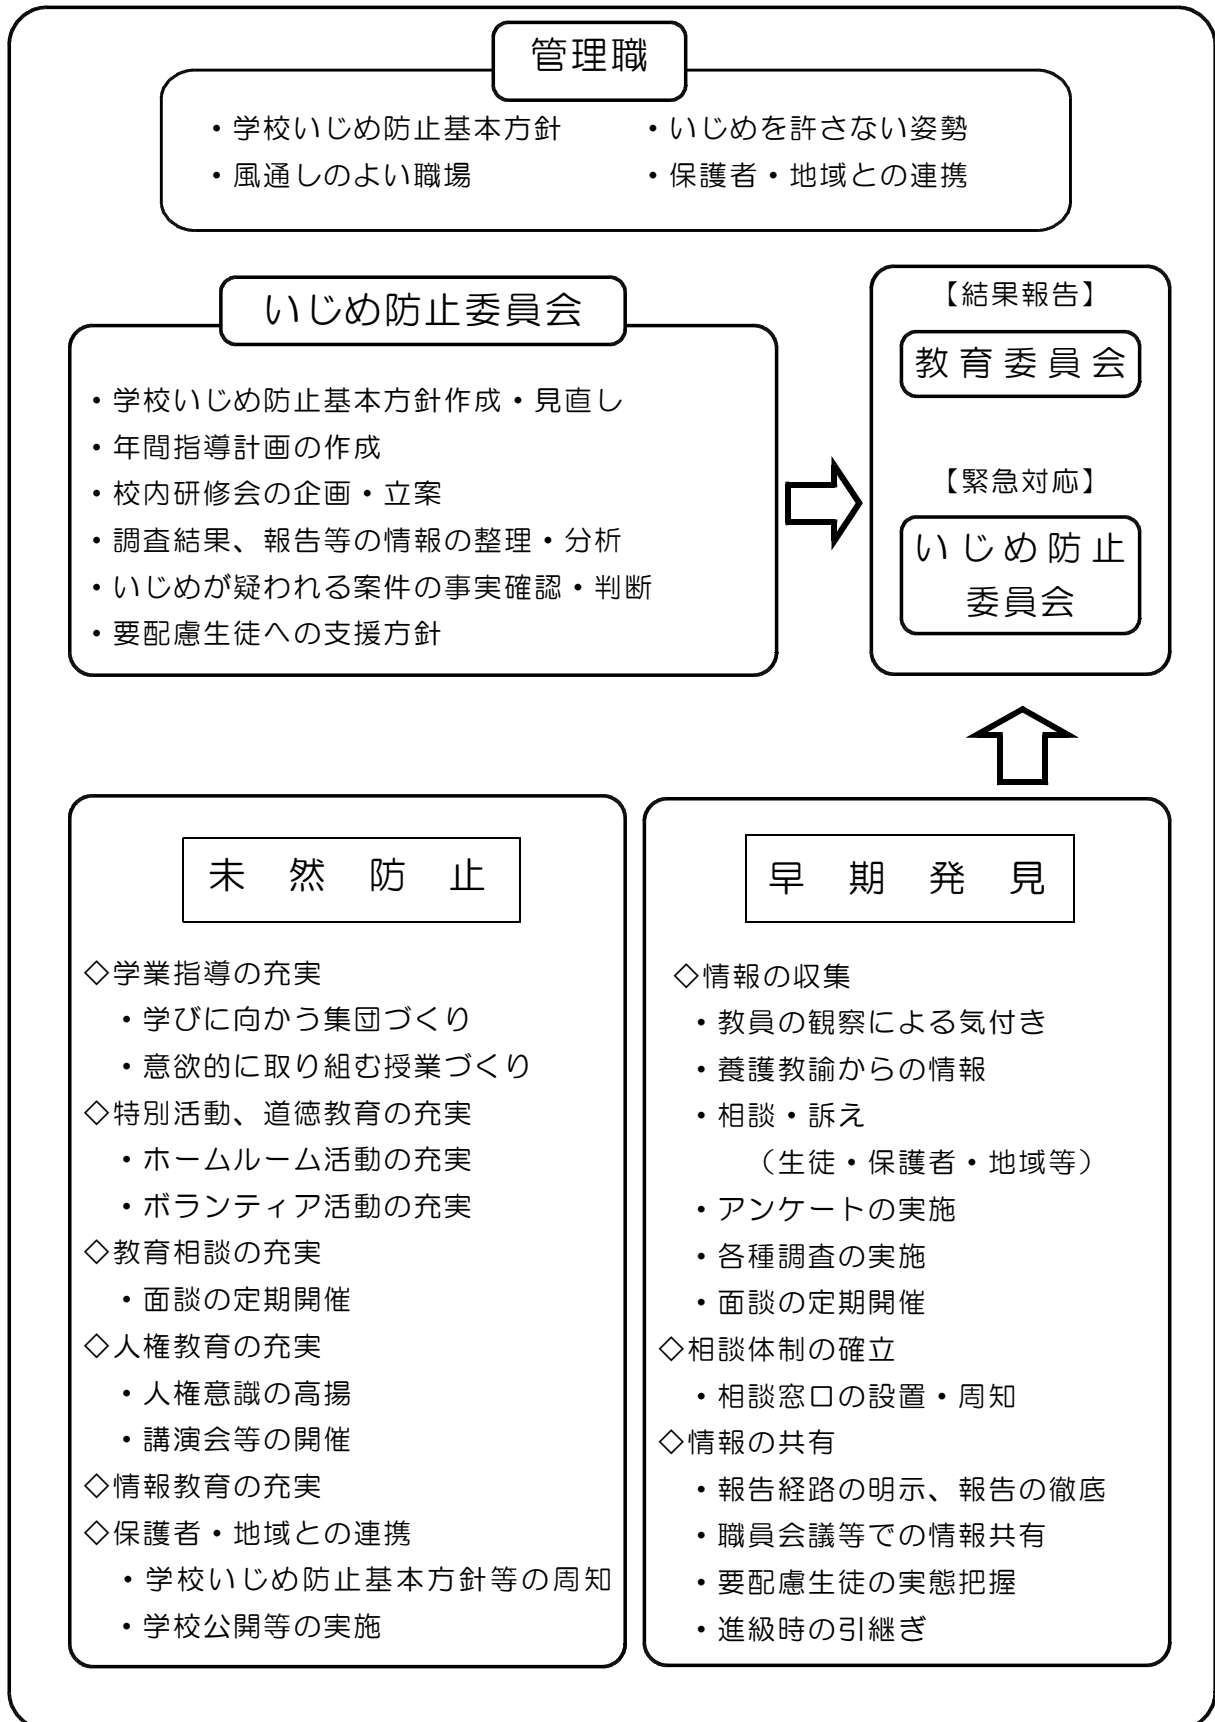 管理職
・学校いじめ防止基本方針　・いじめを許さない姿勢
・風通しのよい職場　・保護者・地域との連携
いじめ防止委員会
・学校いじめ防止基本方針作成・見直し
・年間指導計画の作成
・校内研修会の企画・立案
・調査結果、報告等の情報の整理・分析
・いじめが疑われる案件の事実確認・判断
・要配慮生徒への支援方針
【結果報告】
教育委員会
【緊急対応】
いじめ防止
委員会
未然防止
◇学業指導の充実
・学びに向かう集団づくり
・意欲的に取り組む授業づくり
◇特別活動、道徳教育の充実
・ホームルーム活動の充実
・ボランティア活動の充実
◇教育相談の充実
・面談の定期開催
◇人権教育の充実
・人権意識の高揚
・講演会等の開催
◇情報教育の充実
◇保護者・地域との連携
・学校いじめ防止基本方針等の周知
・学校公開等の実施
早期発見
◇情報の収集
・教員の観察による気付き
・養護教諭からの情報
・相談・訴え
（生徒・保護者・地域等）
・アンケートの実施
・各種調査の実施
・面談の定期開催
◇相談体制の確立
・相談窓口の設置・周知
◇情報の共有
・報告経路の明示、報告の徹底
・職員会議等での情報共有
・要配慮生徒の実態把握
・進級時の引継ぎ